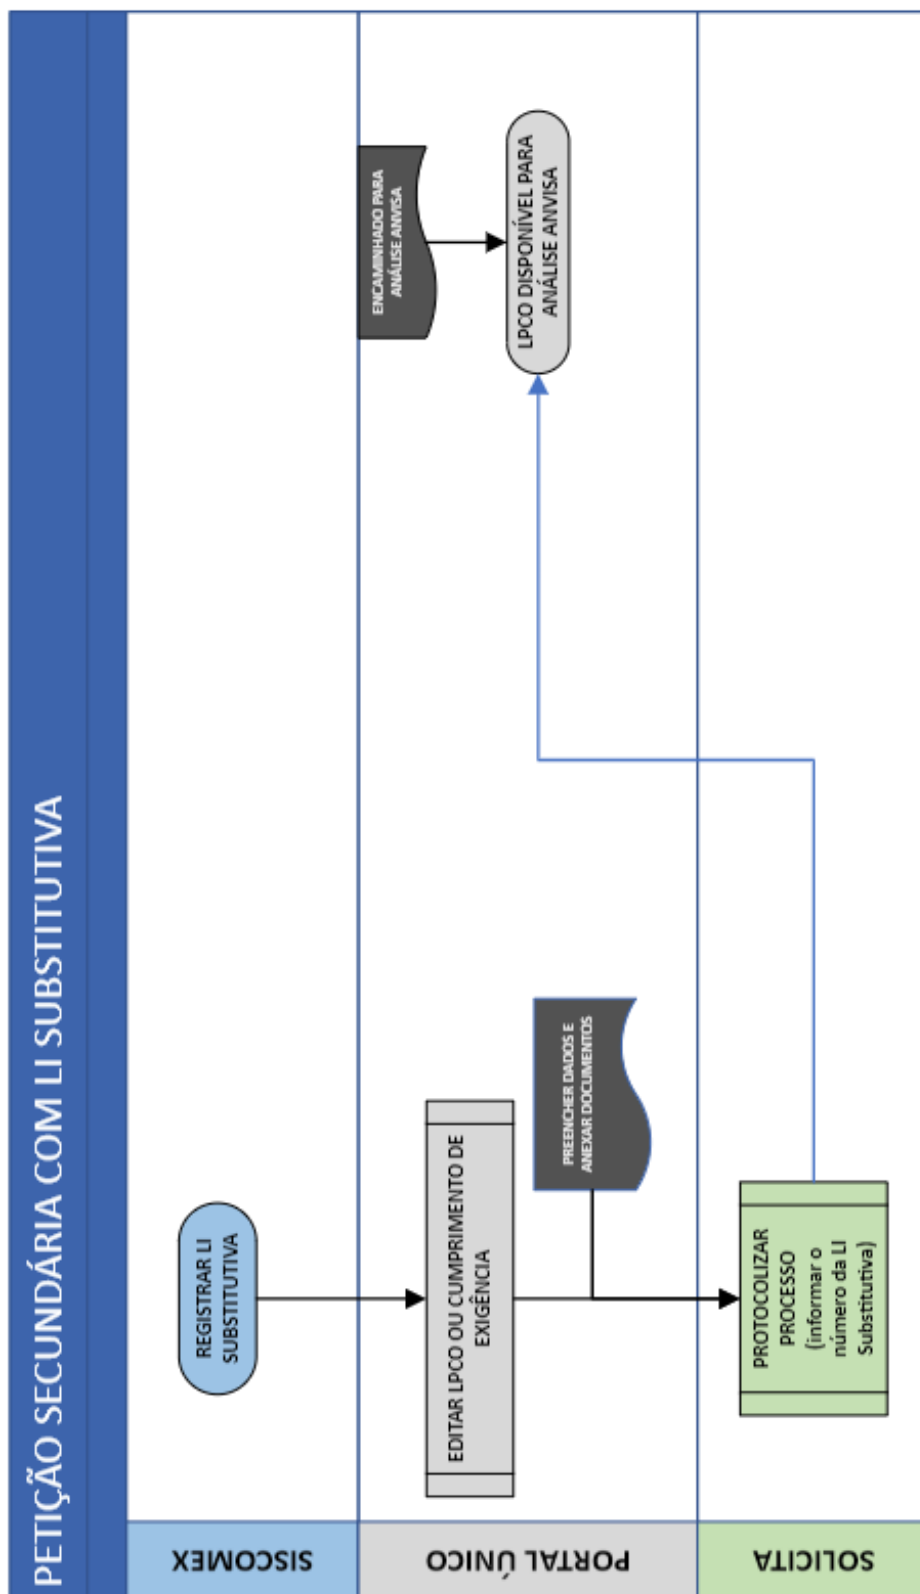 PETIÇÃO SECUNDÁRIA COM LI SUBSTITUTIVA
SISCOMEX
REGISTRAR LI
SUBSTITUTIVA
PORTAL ÚNICO
EDITAR LPCO OU CUMPRIMENTO DE
EXIGÊNCIA
PREENCHER DADOS E
ANEXAR DOCUMENTOS
ENCAMINHADO PARA
ANÁLISE ANVISA
LPCO DISPONÍVEL PARA
ANÁLISE ANVISA
SOLICITA
PROTOCOLIZAR
PROCESSO
(informar o
número da LI
Substitutiva)